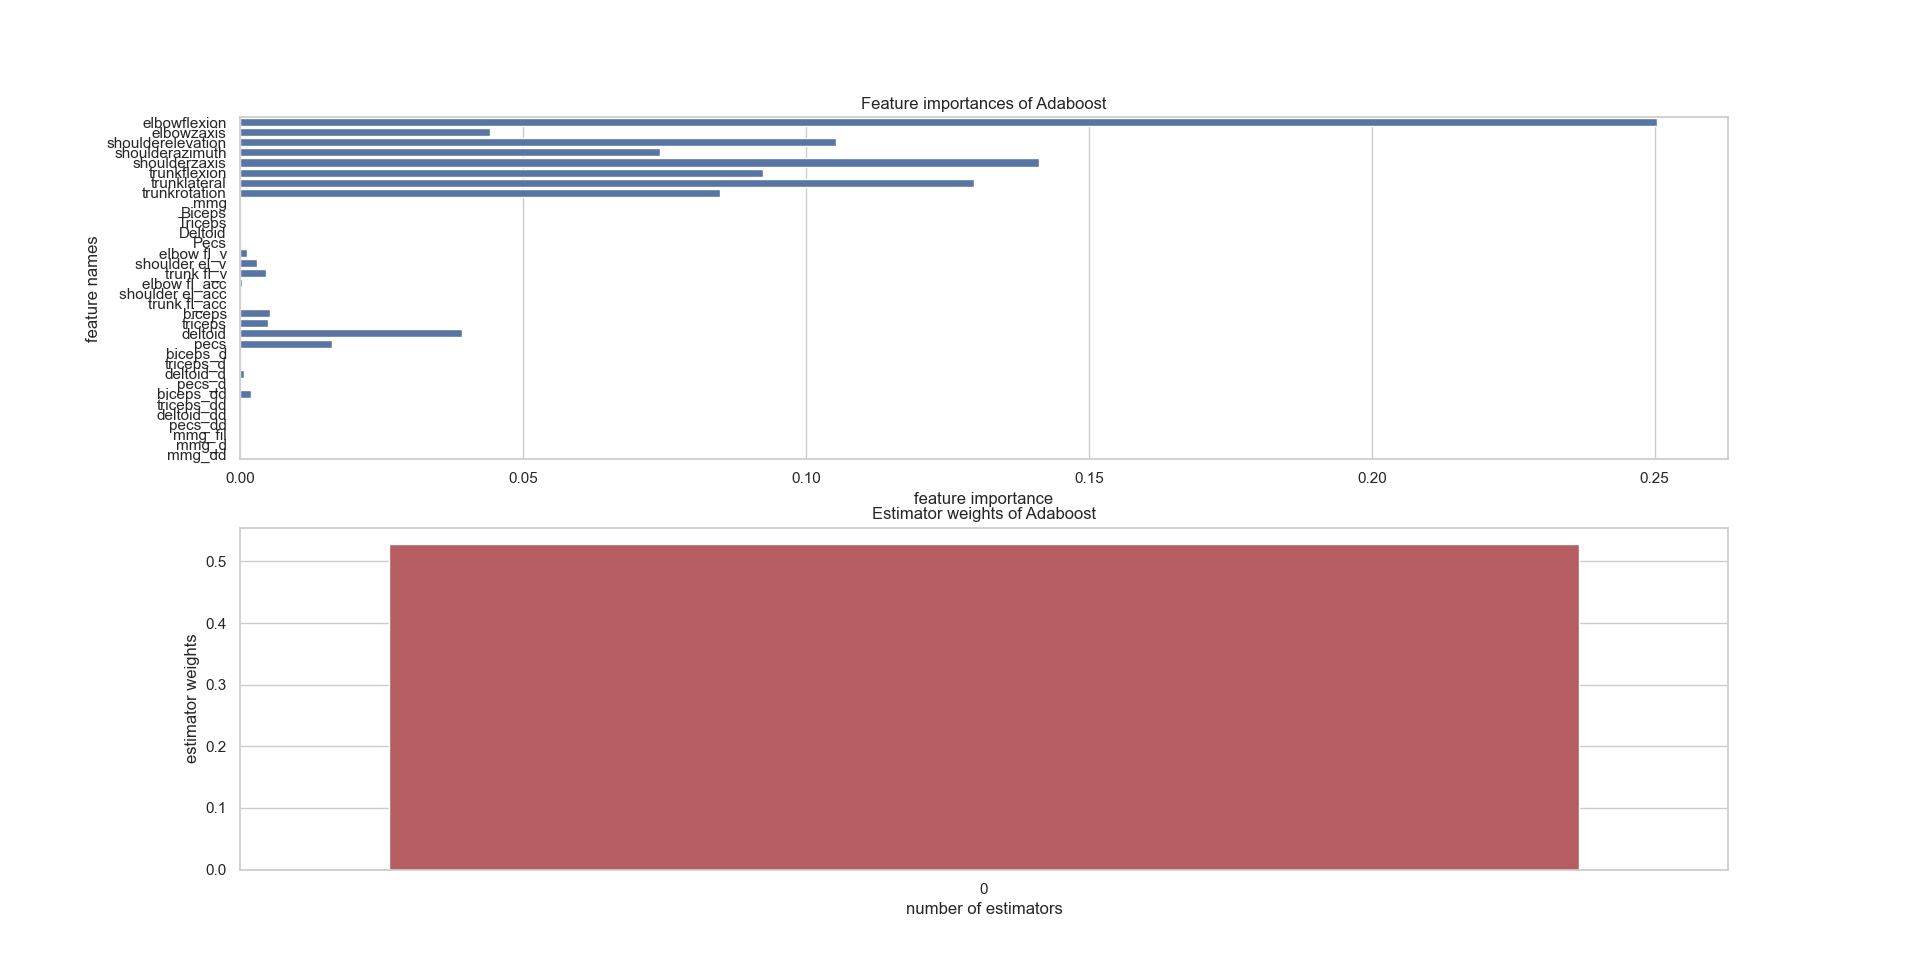 Feature importances of Adaboost
feature names
elbowflexion
elbowzaxis
shoulderelevation
shoulderazimuth
shoulderzaxis
trunkflexion
trunklateral
trunkrotation
mmg
Biceps
Triceps
Deltoid
Pecs
elbow fl_v
shoulder el_v
trunk fl_v
elbow fl_acc
shoulder el_acc
trunk fl_acc
biceps
triceps
deltoid
pecs
biceps_d
triceps_d
deltoid_d
pecs_d
biceps_dd
triceps_dd
deltoid_dd
pecs_dd
mmg_fil
mmg_d
mmg_dd
0.00 0.05 0.10 0.15 0.20 0.25
feature importance
Estimator weights of Adaboost
estimator weights
0.5
0.4
0.3
0.2
0.1
0.0
0
number of estimators